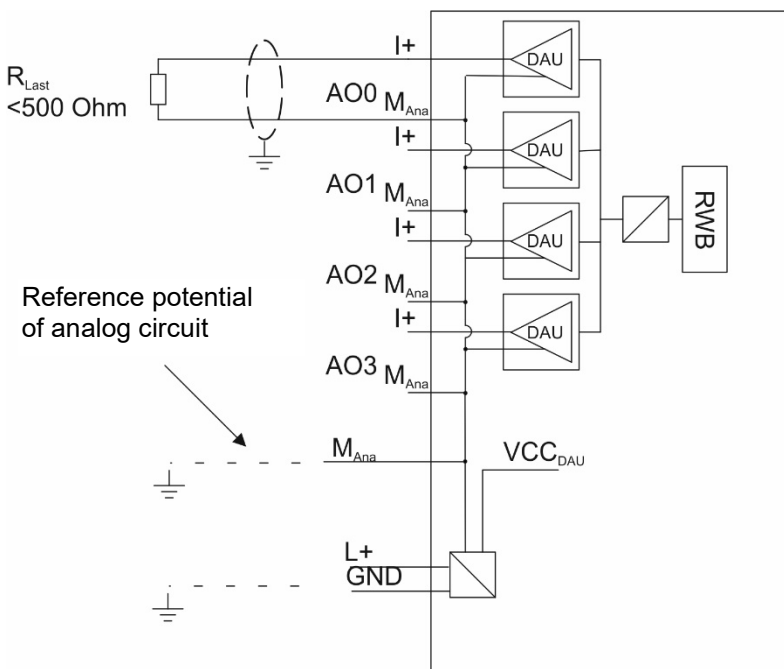 I+
DAU
R_Last
<500 Ohm
AO0 M_Ana
I+
DAU
AO1 M_Ana
I+
DAU
RWB
AO2 M_Ana
I+
DAU
Reference potential
of analog circuit
AO3 M_Ana
M_Ana
VCC_DAU
L+
GND